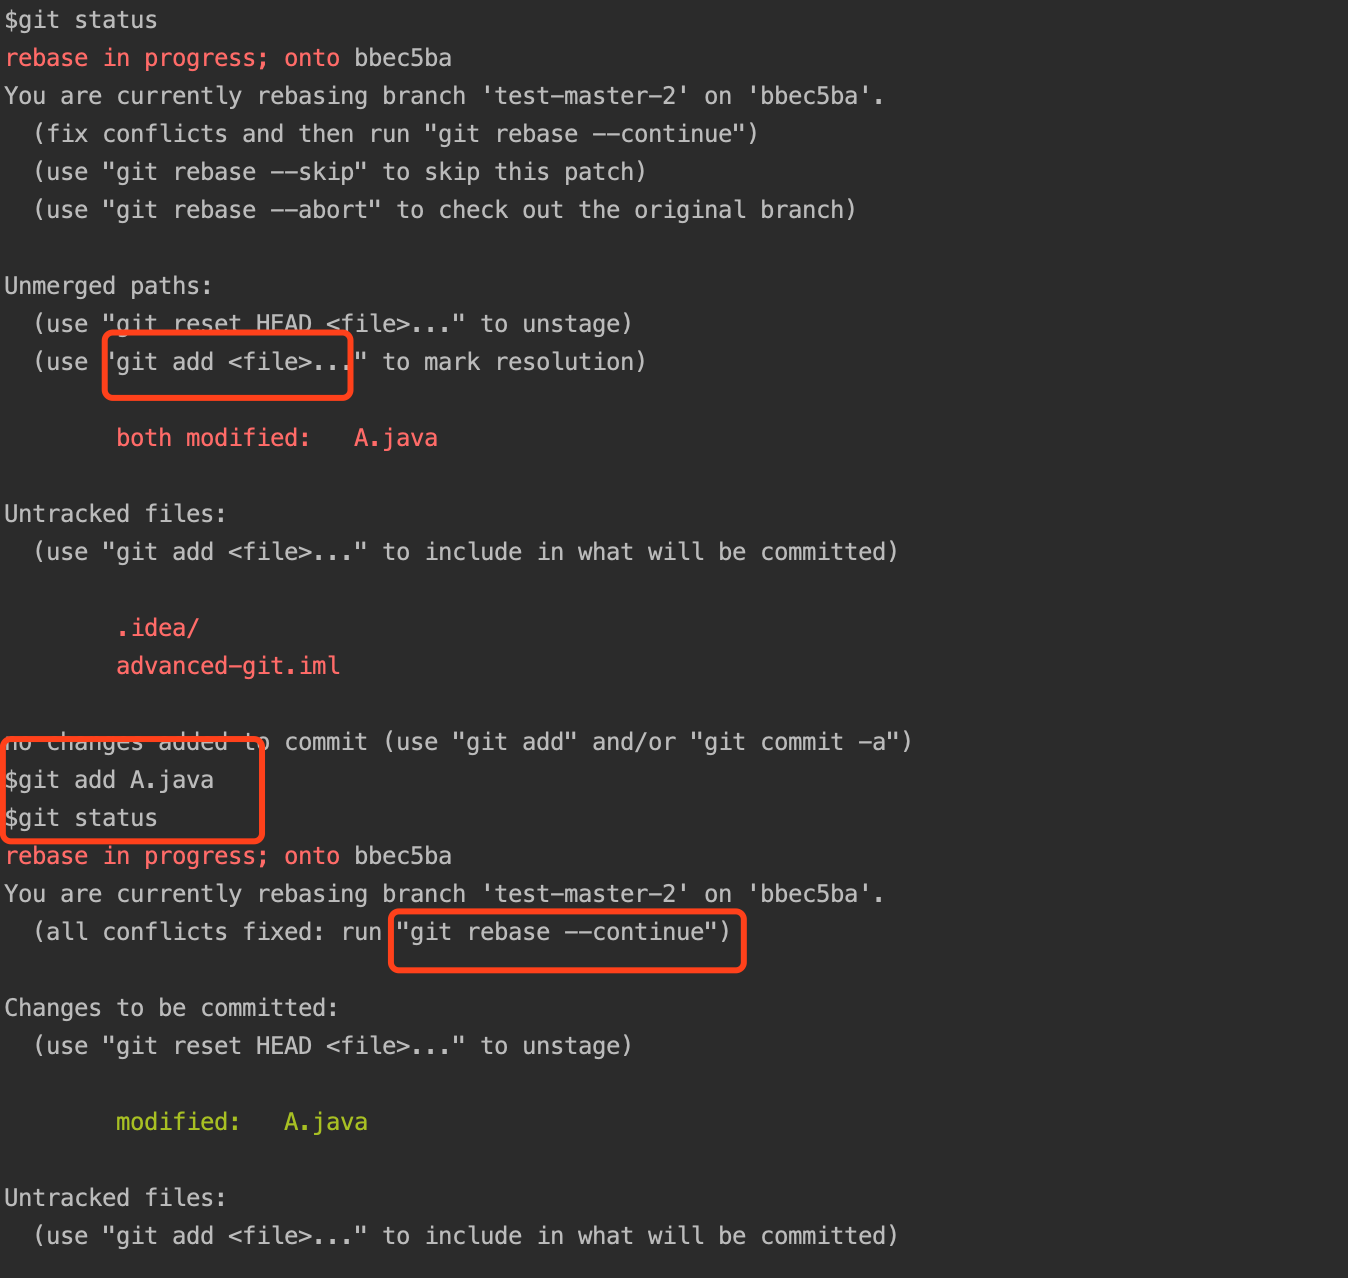 $git status
rebase in progress; onto bbec5ba
You are currently rebasing branch 'test-master-2' on 'bbec5ba'.
  (fix conflicts and then run "git rebase --continue")
  (use "git rebase --skip" to skip this patch)
  (use "git rebase --abort" to check out the original branch)
Unmerged paths:
  (use "git reset HEAD <file>..." to unstage)
  (use "git add <file>..." to mark resolution)
        both modified:   A.java
Untracked files:
  (use "git add <file>..." to include in what will be committed)
        .idea/
        advanced-git.iml
no changes added to commit (use "git add" and/or "git commit -a")
$git add A.java
$git status
rebase in progress; onto bbec5ba
You are currently rebasing branch 'test-master-2' on 'bbec5ba'.
  (all conflicts fixed: run "git rebase --continue")
Changes to be committed:
  (use "git reset HEAD <file>..." to unstage)
        modified:   A.java
Untracked files:
  (use "git add <file>..." to include in what will be committed)